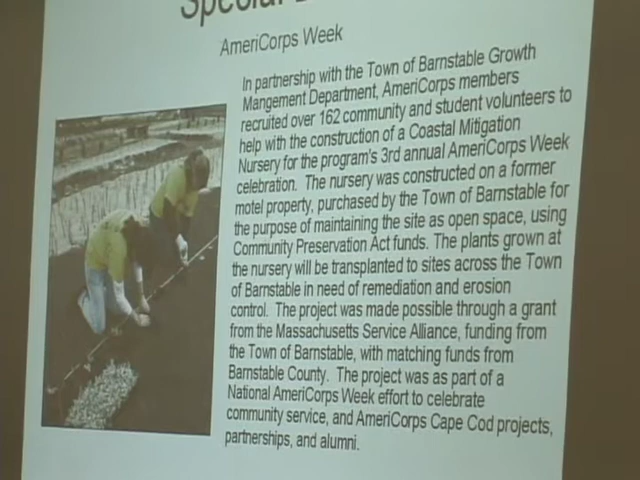 Special
AmeriCorps Week
In partnership with the Town of Barnstable Growth
Mangement Department, AmeriCorps members
recruited over 162 community and student volunteers to
help with the construction of a Coastal Mitigation
Nursery for the program's 3rd annual AmeriCorps Week
celebration. The nursery was constructed on a former
motel property, purchased by the Town of Barnstable for
the purpose of maintaining the site as open space, using
Community Preservation Act funds. The plants grown at
the nursery will be transplanted to sites across the Town
of Barnstable in need of remediation and erosion
control. The project was made possible through a grant
from the Massachusetts Service Alliance, funding from
the Town of Barnstable, with matching funds from
Barnstable County. The project was as part of a
National AmeriCorps Week effort to celebrate
community service, and AmeriCorps Cape Cod projects,
partnerships, and alumni.